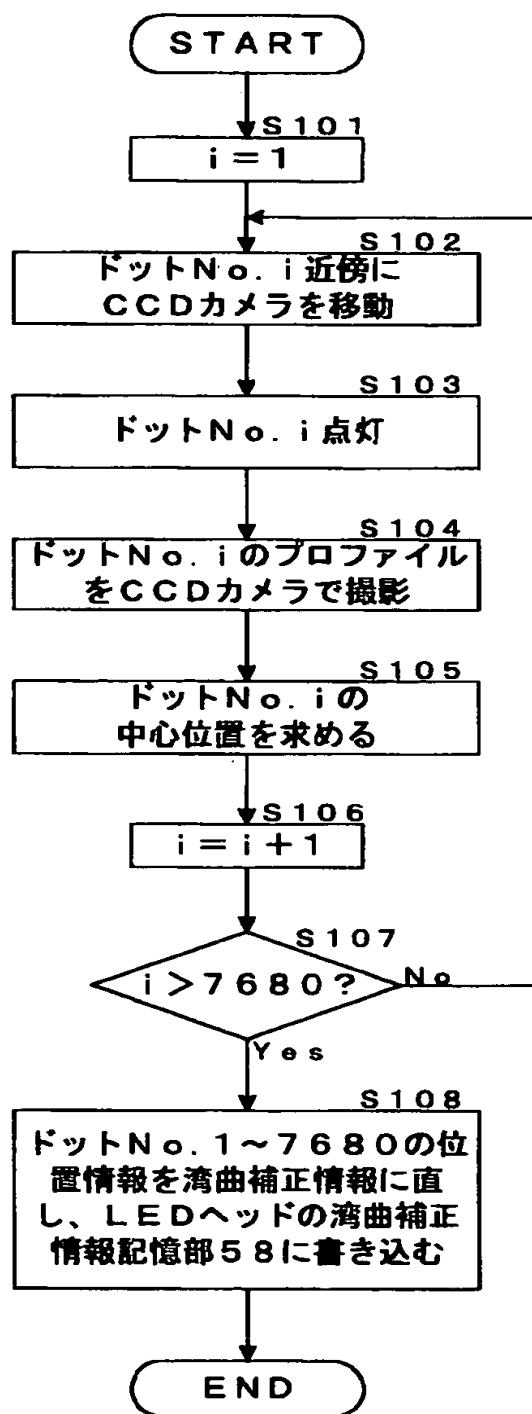 START
S101
i=1
S102
ドットNo.i近傍に
CCDカメラを移動
S103
ドットNo.i点灯
S104
ドットNo.iのプロファイル
をCCDカメラで撮影
S105
ドットNo.iの
中心位置を求める
S106
i=i+1
S107
i>7680?
No
Yes
S108
ドットNo.1~7680の位
置情報を湾曲補正情報に直
し、LEDヘッドの湾曲補正
情報記憶部58に書き込む
END